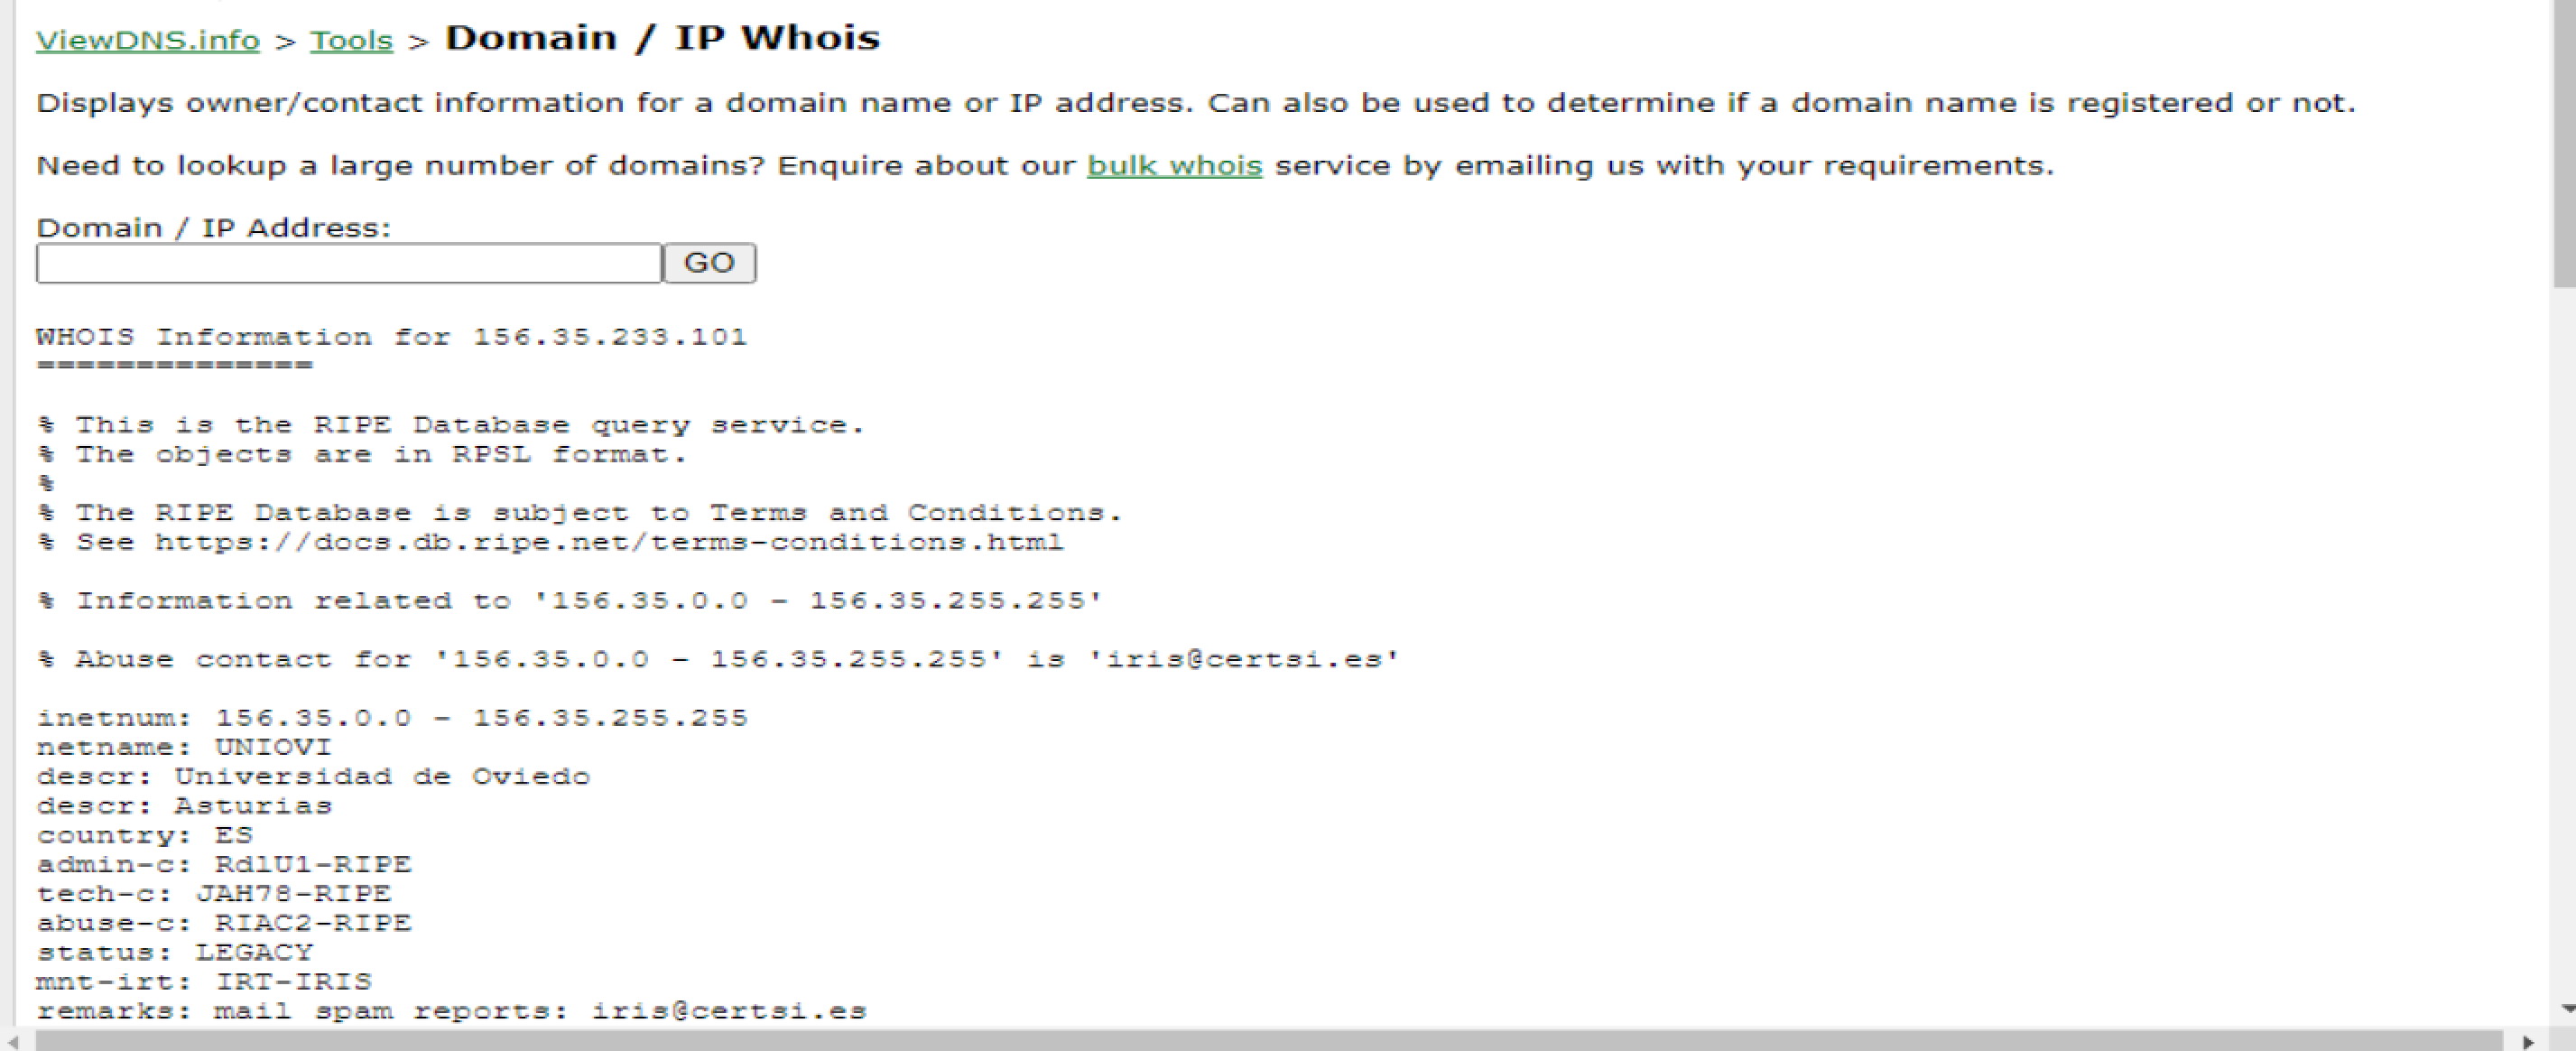 ViewDNS.info > Tools > Domain / IP Whois
Displays owner/contact information for a domain name or IP address. Can also be used to determine if a domain name is registered or not.
Need to lookup a large number of domains? Enquire about our bulk whois service by emailing us with your requirements.
Domain / IP Address:
GO
WHOIS Information for 156.35.233.101
==============
% This is the RIPE Database query service.
% The objects are in RPSL format.
%
% The RIPE Database is subject to Terms and Conditions.
% See https://docs.db.ripe.net/terms-conditions.html
% Information related to '156.35.0.0 - 156.35.255.255'
% Abuse contact for '156.35.0.0 - 156.35.255.255' is 'iris@certsi.es'
inetnum: 156.35.0.0 - 156.35.255.255
netname: UNIOVI
descr: Universidad de Oviedo
descr: Asturias
country: ES
admin-c: RdlU1-RIPE
tech-c: JAH78-RIPE
abuse-c: RIAC2-RIPE
status: LEGACY
mnt-irt: IRT-IRIS
remarks: mail spam reports: iris@certsi.es